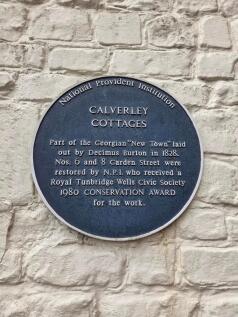 National Provident Institution
CALVERLEY
COTTAGES
Part of the Georgian "New Town" laid
out by Decimus Burton in 1828.
Nos. 6 and 8 Garden Street were
restored by N.P.I. who received a
Royal Tunbridge Wells Civic Society
1980 CONSERVATION AWARD
for the work.